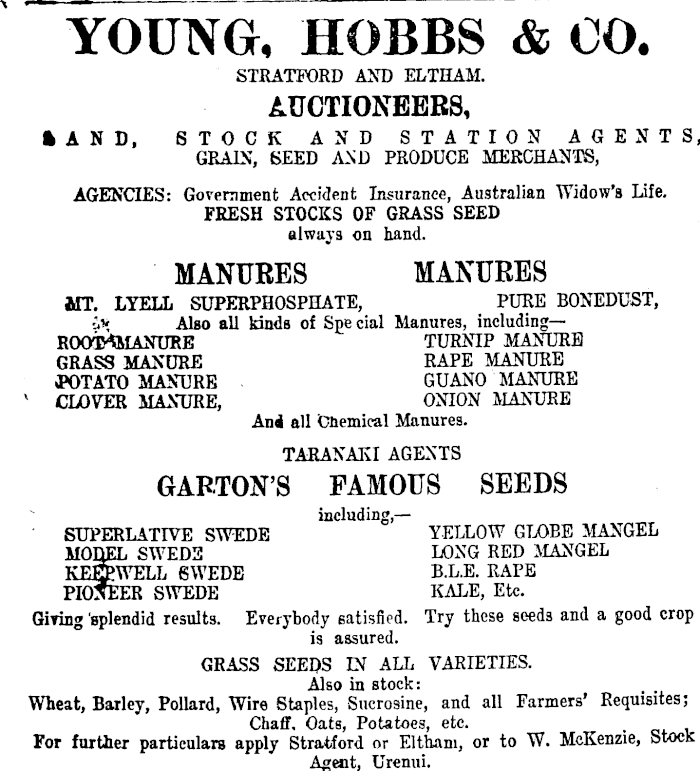 YOUNG, HOBBS & CO.
STRATFORD AND ELTHAM.
AUCTIONEERS,
LAND, STOCK AND STATION AGENTS,
GRAIN, SEED AND PRODUCE MERCHANTS,
AGENCIES: Government Accident Insurance, Australian Widow's Life.
FRESH STOCKS OF GRASS SEED
always on hand.
MANURES MANURES
MT. LYELL SUPERPHOSPHATE, PURE BONEDUST,
Also all kinds of Special Manures, including—
ROOT MANURE TURNIP MANURE
GRASS MANURE RAPE MANURE
POTATO MANURE GUANO MANURE
CLOVER MANURE, ONION MANURE
And all Chemical Manures.
TARANAKI AGENTS
GARTON'S FAMOUS SEEDS
including,—
SUPERLATIVE SWEDE YELLOW GLOBE MANGEL
MODEL SWEDE LONG RED MANGEL
KEEPWELL SWEDE B.L.E. RAPE
PIONEER SWEDE KALE, Etc.
Giving splendid results. Everybody satisfied. Try these seeds and a good crop
is assured.
GRASS SEEDS IN ALL VARIETIES.
Also in stock:
Wheat, Barley, Pollard, Wire Staples, Sucrosine, and all Farmers' Requisites;
Chaff, Oats, Potatoes, etc.
For further particulars apply Stratford or Eltham, or to W. McKenzie, Stock
Agent, Urenui.